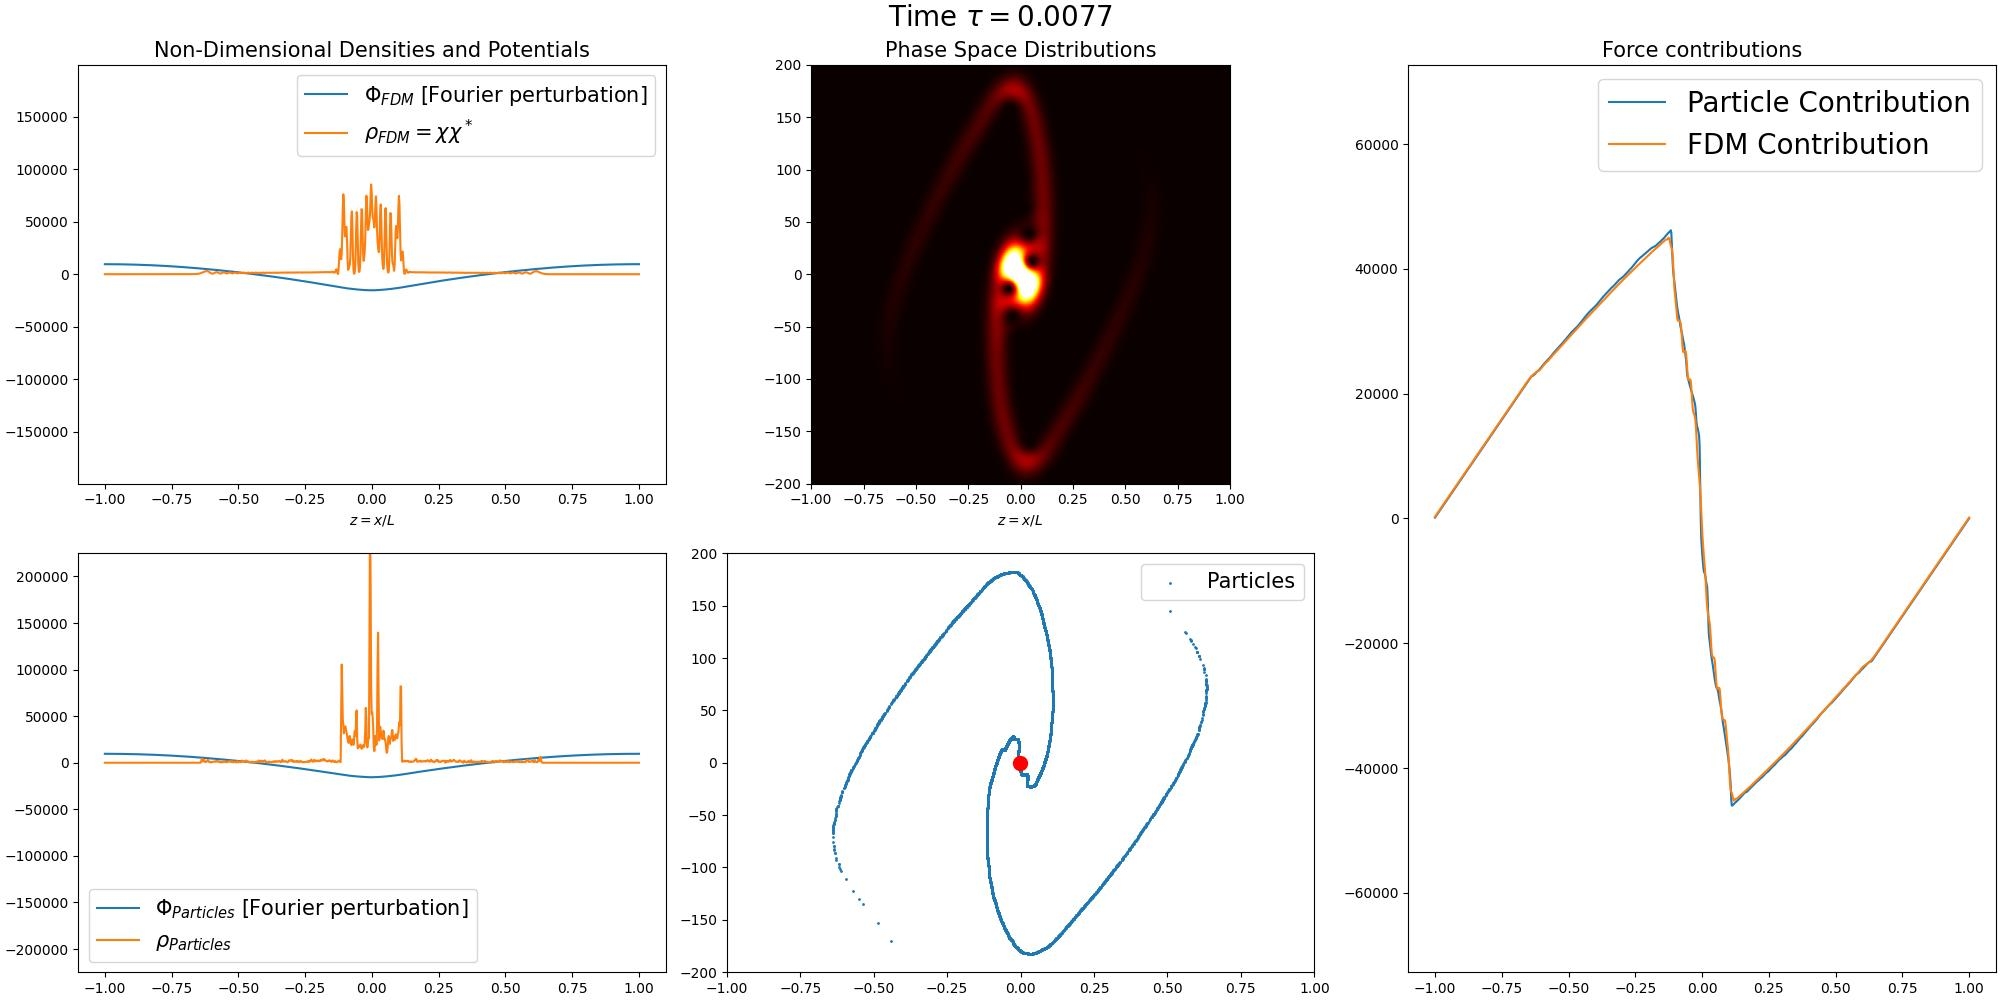 Time τ = 0.0077
Non-Dimensional Densities and Potentials
Φ_FDM [Fourier perturbation]
ρ_FDM = χχ*
150000
100000
50000
0
−50000
−100000
−150000
−1.00 −0.75 −0.50 −0.25 0.00 0.25 0.50 0.75 1.00
z = x/L
Phase Space Distributions
200
150
100
50
0
−50
−100
−150
−200
−1.00 −0.75 −0.50 −0.25 0.00 0.25 0.50 0.75 1.00
z = x/L
Force contributions
Particle Contribution
FDM Contribution
60000
40000
20000
0
−20000
−40000
−60000
−1.00 −0.75 −0.50 −0.25 0.00 0.25 0.50 0.75 1.00
200000
150000
100000
50000
0
−50000
−100000
−150000
−200000
Φ_Particles [Fourier perturbation]
ρ_Particles
−1.00 −0.75 −0.50 −0.25 0.00 0.25 0.50 0.75 1.00
Particles
200
150
100
50
0
−50
−100
−150
−200
−1.00 −0.75 −0.50 −0.25 0.00 0.25 0.50 0.75 1.00